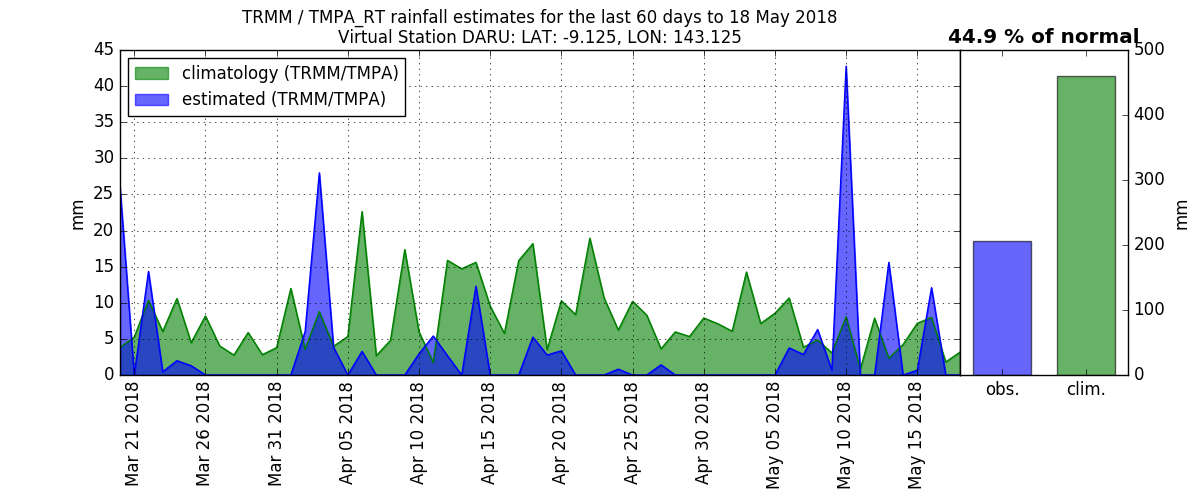 TRMM / TMPA_RT rainfall estimates for the last 60 days to 18 May 2018
Virtual Station DARU: LAT: -9.125, LON: 143.125
44.9 % of normal
climatology (TRMM/TMPA)
estimated (TRMM/TMPA)
mm
45
40
35
30
25
20
15
10
5
0
Mar 21 2018
Mar 26 2018
Mar 31 2018
Apr 05 2018
Apr 10 2018
Apr 15 2018
Apr 20 2018
Apr 25 2018
Apr 30 2018
May 05 2018
May 10 2018
May 15 2018
obs.
clim.
500
400
300
200
100
0
mm